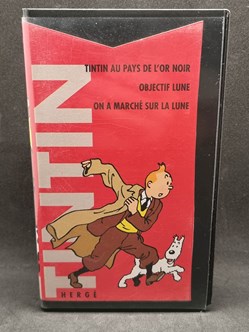 TINTIN AU PAYS DE L'OR NOIR
OBJECTIF LUNE
ON A MARCHÉ SUR LA LUNE
TINTIN
HERGÉ